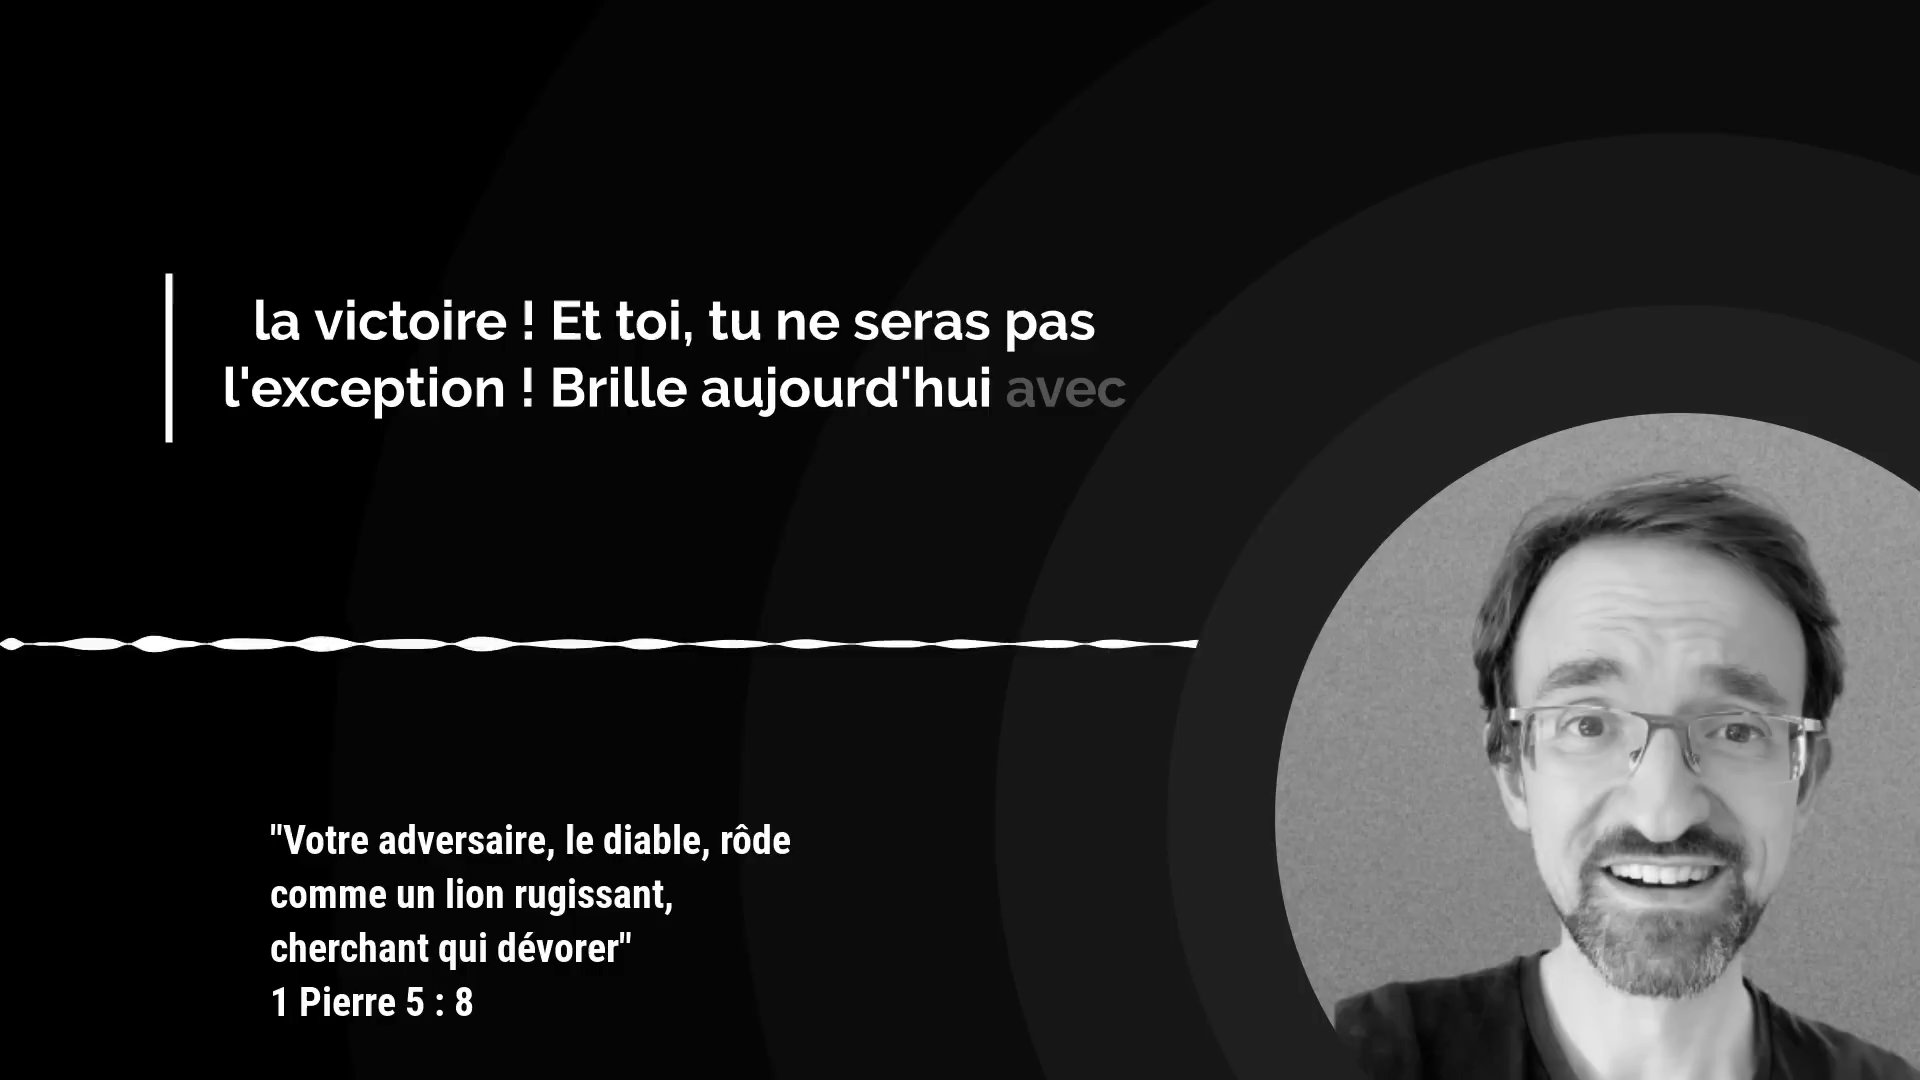 la victoire ! Et toi, tu ne seras pas
l'exception ! Brille aujourd'hui avec
"Votre adversaire, le diable, rôde
comme un lion rugissant,
cherchant qui dévorer"
1 Pierre 5 : 8